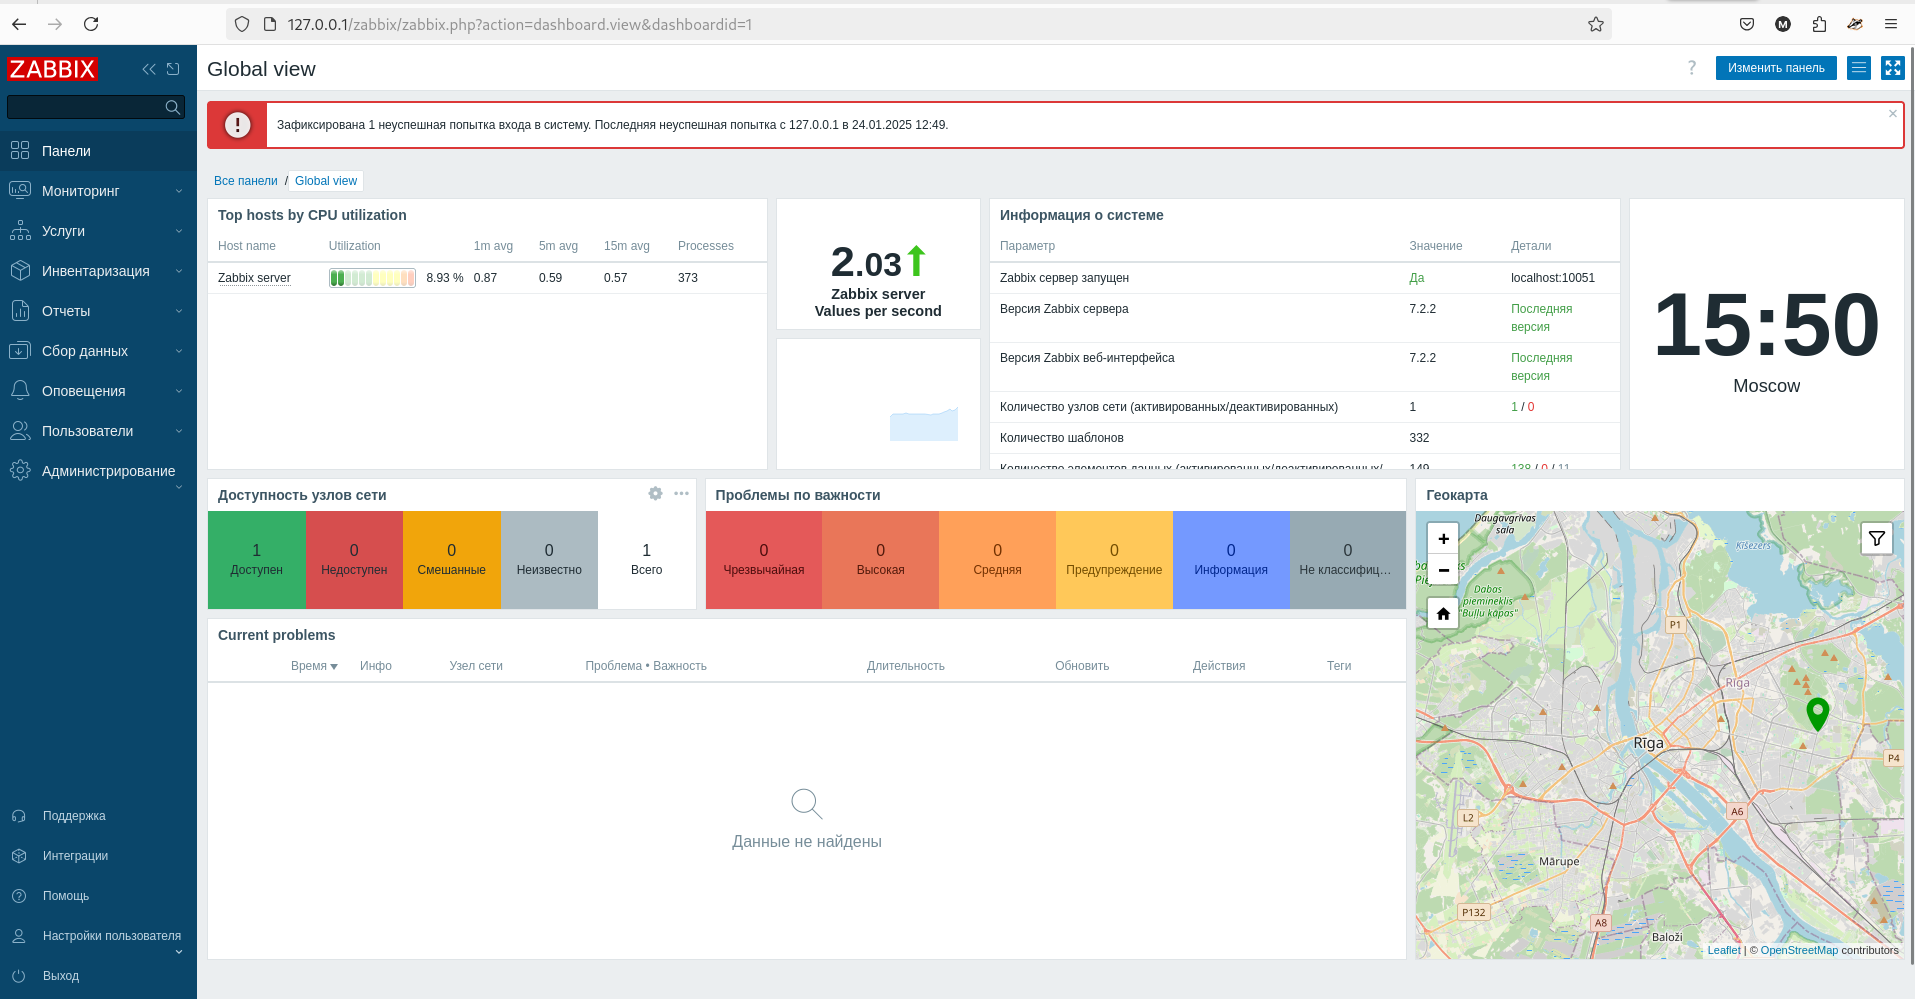 127.0.0.1/zabbix/zabbix.php?action=dashboard.view&dashboardid=1
M
ZABBIX
Панели
Мониторинг
Услуги
Инвентаризация
Отчеты
Сбор данных
Оповещения
Пользователи
Администрирование
Поддержка
Интеграции
Помощь
Настройки пользователя
Выход
Global view
? Изменить панель
Зафиксирована 1 неуспешная попытка входа в систему. Последняя неуспешная попытка с 127.0.0.1 в 24.01.2025 12:49.
Все панели / Global view
Top hosts by CPU utilization
Host name Utilization 1m avg 5m avg 15m avg Processes
Zabbix server 8.93 % 0.87 0.59 0.57 373
2.03
Zabbix server
Values per second
Информация о системе
Параметр Значение Детали
Zabbix сервер запущен Да localhost:10051
Версия Zabbix сервера 7.2.2 Последняя
версия
Версия Zabbix веб-интерфейса 7.2.2 Последняя
версия
Количество узлов сети (активированных/деактивированных) 1 1 / 0
Количество шаблонов 332
Количество элементов данных (активированных/деактивированных/ 149 138 / 0 / 11
15:50
Moscow
Доступность узлов сети
1 0 0 0 1
Доступен Недоступен Смешанные Неизвестно Всего
Проблемы по важности
0 0 0 0 0 0
Чрезвычайная Высокая Средняя Предупреждение Информация Не классифиц…
Current problems
Время Инфо Узел сети Проблема • Важность Длительность Обновить Действия Теги
Данные не найдены
Геокарта
+
−
Daugavgrīvas
sala
Ķīšezers
Dabas
piemineklis
"Buļļu kāpas"
P1
Rīga
Rīga
P4
A6
L2
Mārupe
P132
A8
Baloži
Leaflet | © OpenStreetMap contributors